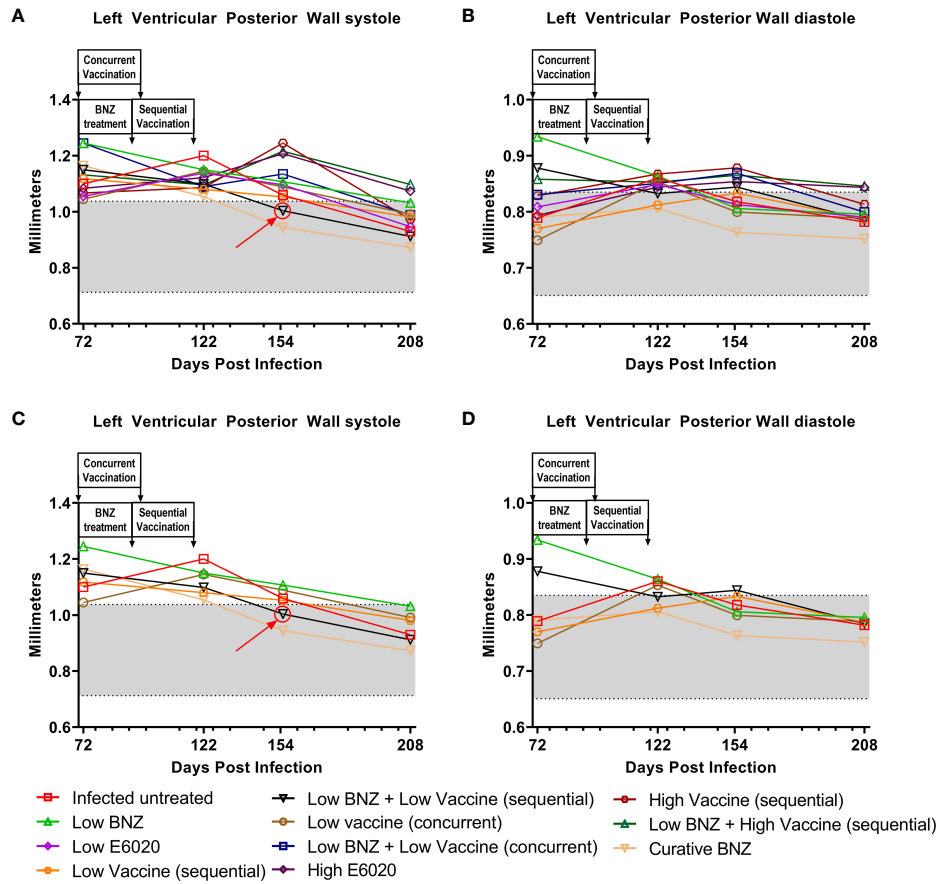 A
Left Ventricular Posterior Wall systole
Concurrent
Vaccination
BNZ
treatment
Sequential
Vaccination
Millimeters
1.4
1.2
1.0
0.8
0.6
72
122
154
208
Days Post Infection
B
Left Ventricular Posterior Wall diastole
Concurrent
Vaccination
BNZ
treatment
Sequential
Vaccination
Millimeters
1.0
0.9
0.8
0.7
0.6
72
122
154
208
Days Post Infection
C
Left Ventricular Posterior Wall systole
Concurrent
Vaccination
BNZ
treatment
Sequential
Vaccination
Millimeters
1.4
1.2
1.0
0.8
0.6
72
122
154
208
Days Post Infection
D
Left Ventricular Posterior Wall diastole
Concurrent
Vaccination
BNZ
treatment
Sequential
Vaccination
Millimeters
1.0
0.9
0.8
0.7
0.6
72
122
154
208
Days Post Infection
Infected untreated
Low BNZ
Low E6020
Low Vaccine (sequential)
Low BNZ + Low Vaccine (sequential)
Low vaccine (concurrent)
Low BNZ + Low Vaccine (concurrent)
High E6020
High Vaccine (sequential)
Low BNZ + High Vaccine (sequential)
Curative BNZ